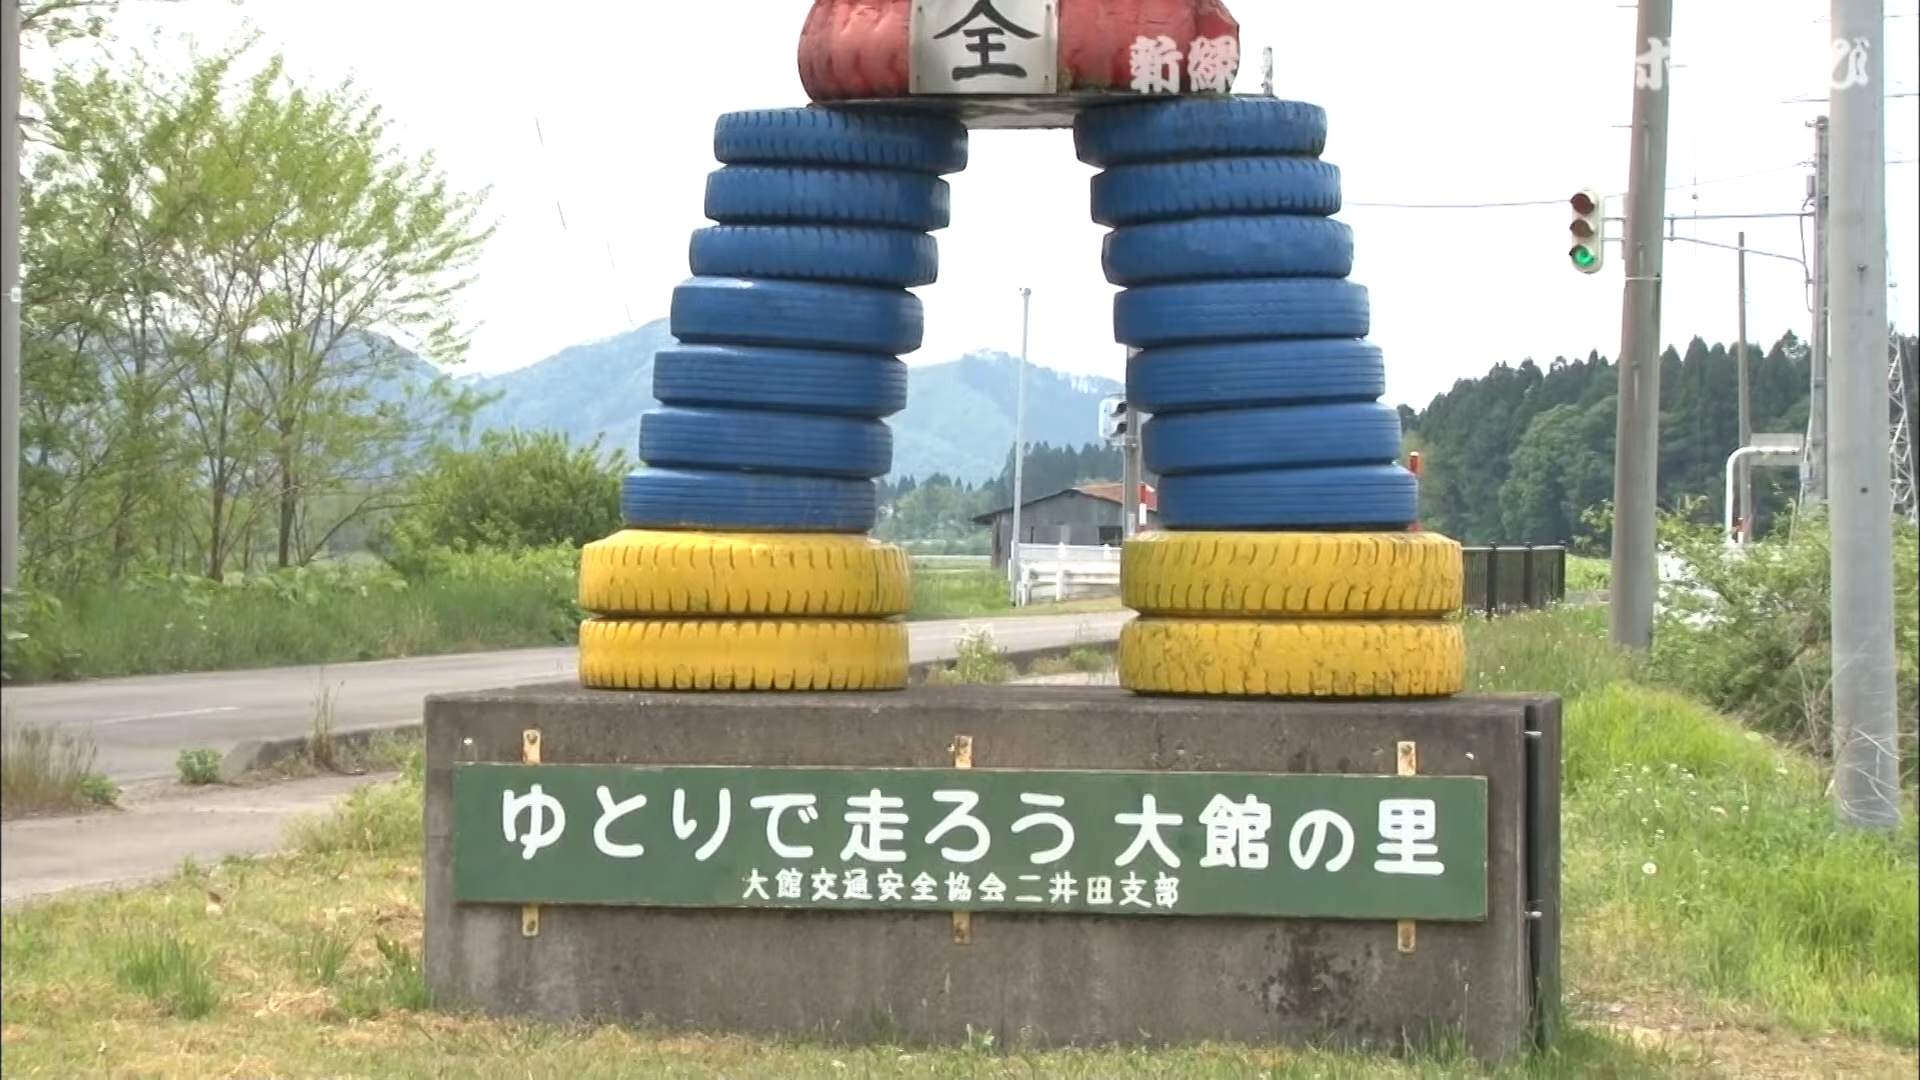 全
新緑
ゆとりで走ろう 大館の里
大館交通安全協会二井田支部